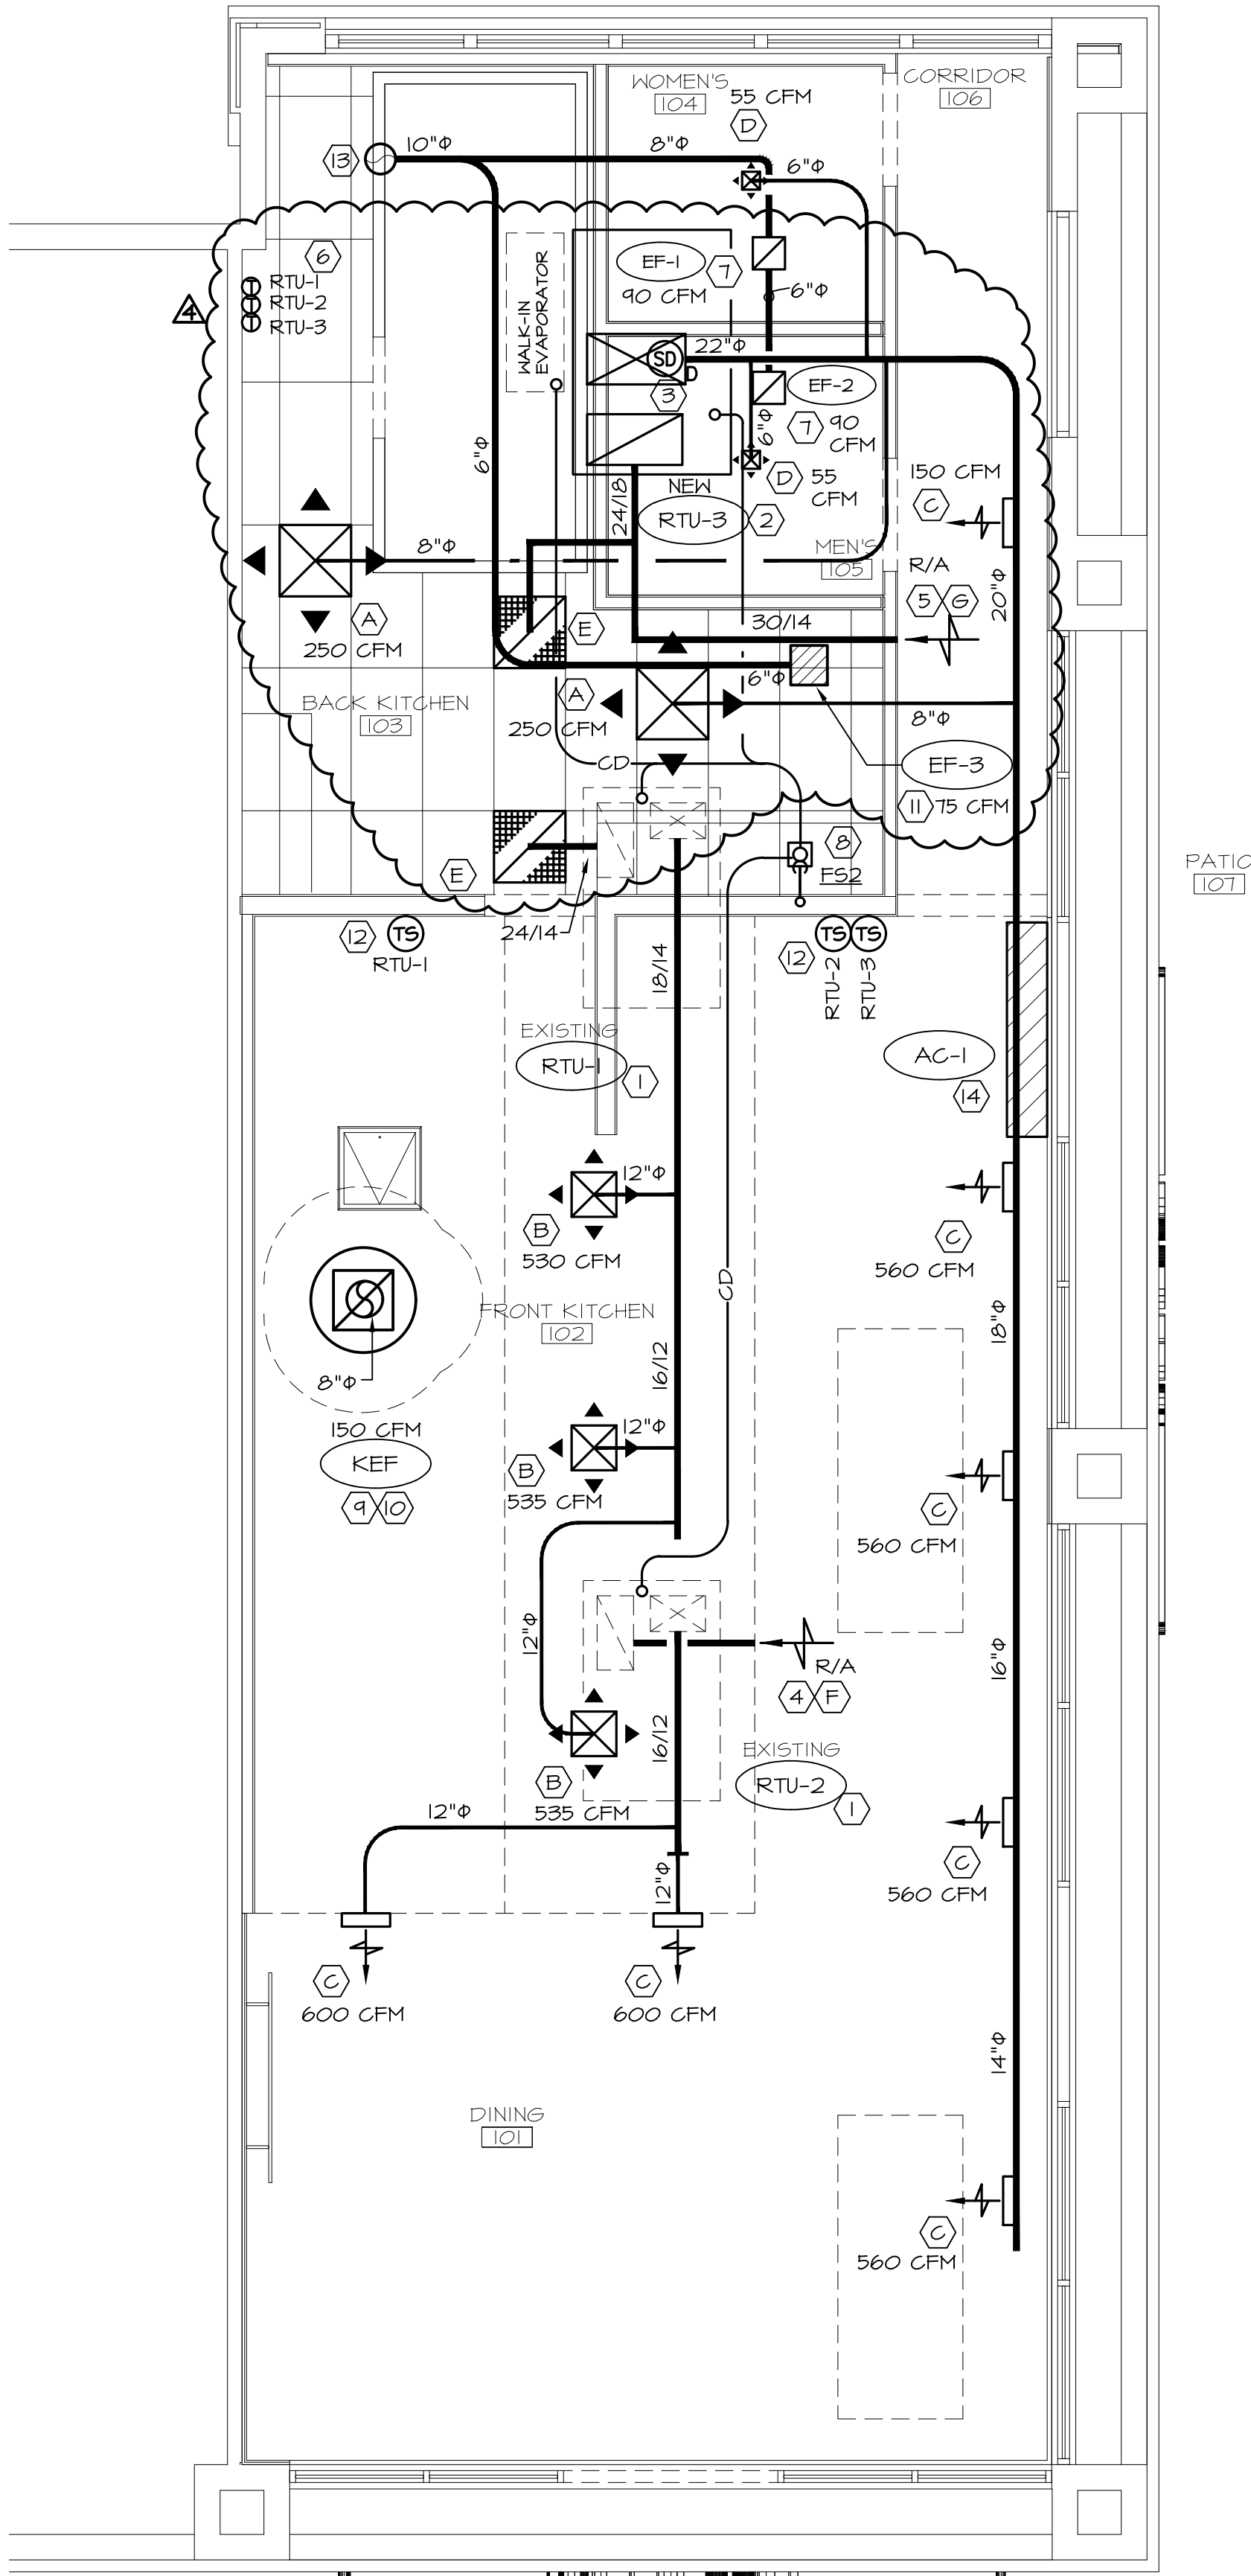 WOMEN'S
104
55 CFM
D
CORRIDOR
106
13
10"Φ
8"Φ
6"Φ
6
RTU-1
RTU-2
RTU-3
T
T
T
4
WALK-IN
EVAPORATOR
EF-1
7
90 CFM
6"Φ
SD
D
22"Φ
3
EF-2
7
90
CFM
6"Φ
6"Φ
D
55
CFM
24/18
NEW
RTU-3
2
MEN'S
105
150 CFM
C
R/A
5
G
20"Φ
8"Φ
A
250 CFM
E
30/14
6"Φ
A
250 CFM
8"Φ
BACK KITCHEN
103
CD
EF-3
11
75 CFM
8
FS2
E
24/14
PATIO
107
12
TS
RTU-1
18/14
12
TS
TS
RTU-2
RTU-3
EXISTING
RTU-1
1
AC-1
14
12"Φ
B
530 CFM
C
560 CFM
CD
FRONT KITCHEN
102
8"Φ
16/12
18"Φ
150 CFM
KEF
9
10
12"Φ
B
535 CFM
C
560 CFM
12"Φ
R/A
4
F
16"Φ
16/12
B
535 CFM
EXISTING
RTU-2
1
12"Φ
12"Φ
C
560 CFM
C
600 CFM
C
600 CFM
14"Φ
DINING
101
C
560 CFM